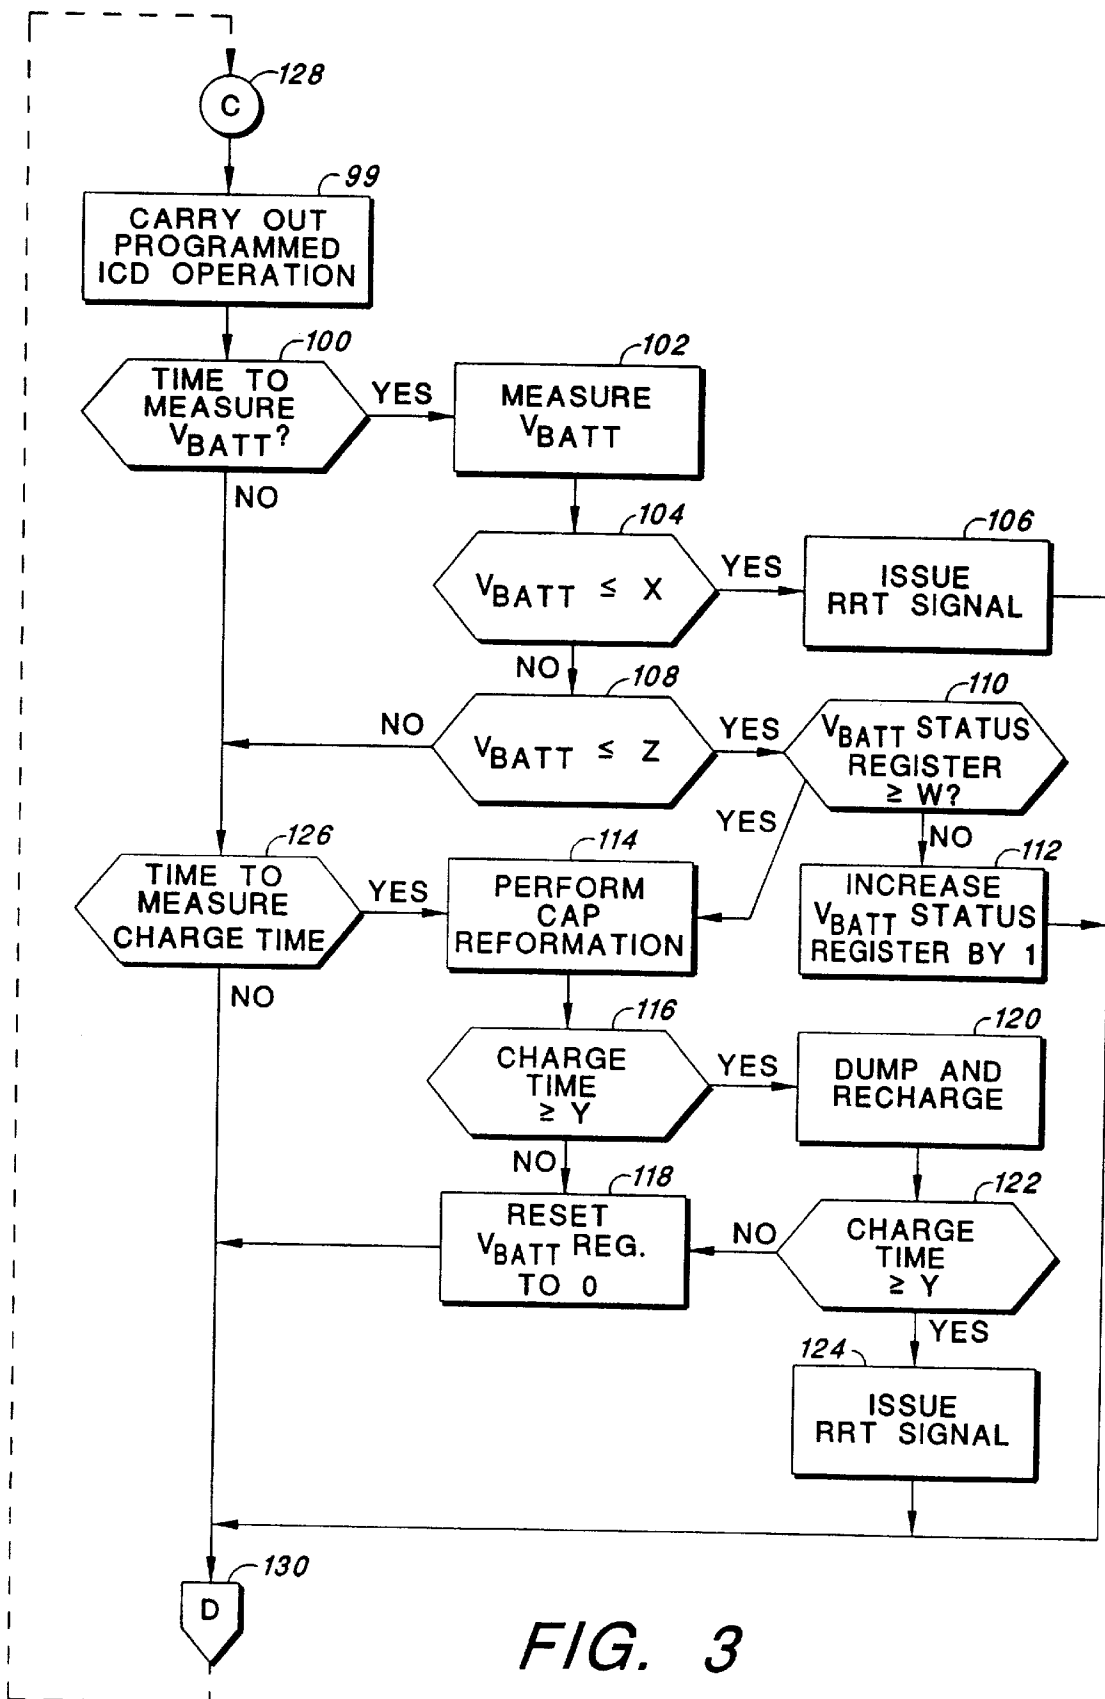 128
C
99
CARRY OUT
PROGRAMMED
ICD OPERATION
100
TIME TO
MEASURE
VBATT?
YES
NO
102
MEASURE
VBATT
104
VBATT ≤ X
YES
NO
106
ISSUE
RRT SIGNAL
108
VBATT ≤ Z
NO
YES
110
VBATT STATUS
REGISTER
≥ W?
YES
NO
112
INCREASE
VBATT STATUS
REGISTER BY 1
126
TIME TO
MEASURE
CHARGE TIME
YES
NO
114
PERFORM
CAP
REFORMATION
116
CHARGE
TIME
≥ Y
YES
NO
120
DUMP AND
RECHARGE
118
RESET
VBATT REG.
TO 0
122
CHARGE
TIME
≥ Y
NO
YES
124
ISSUE
RRT SIGNAL
130
D
FIG. 3